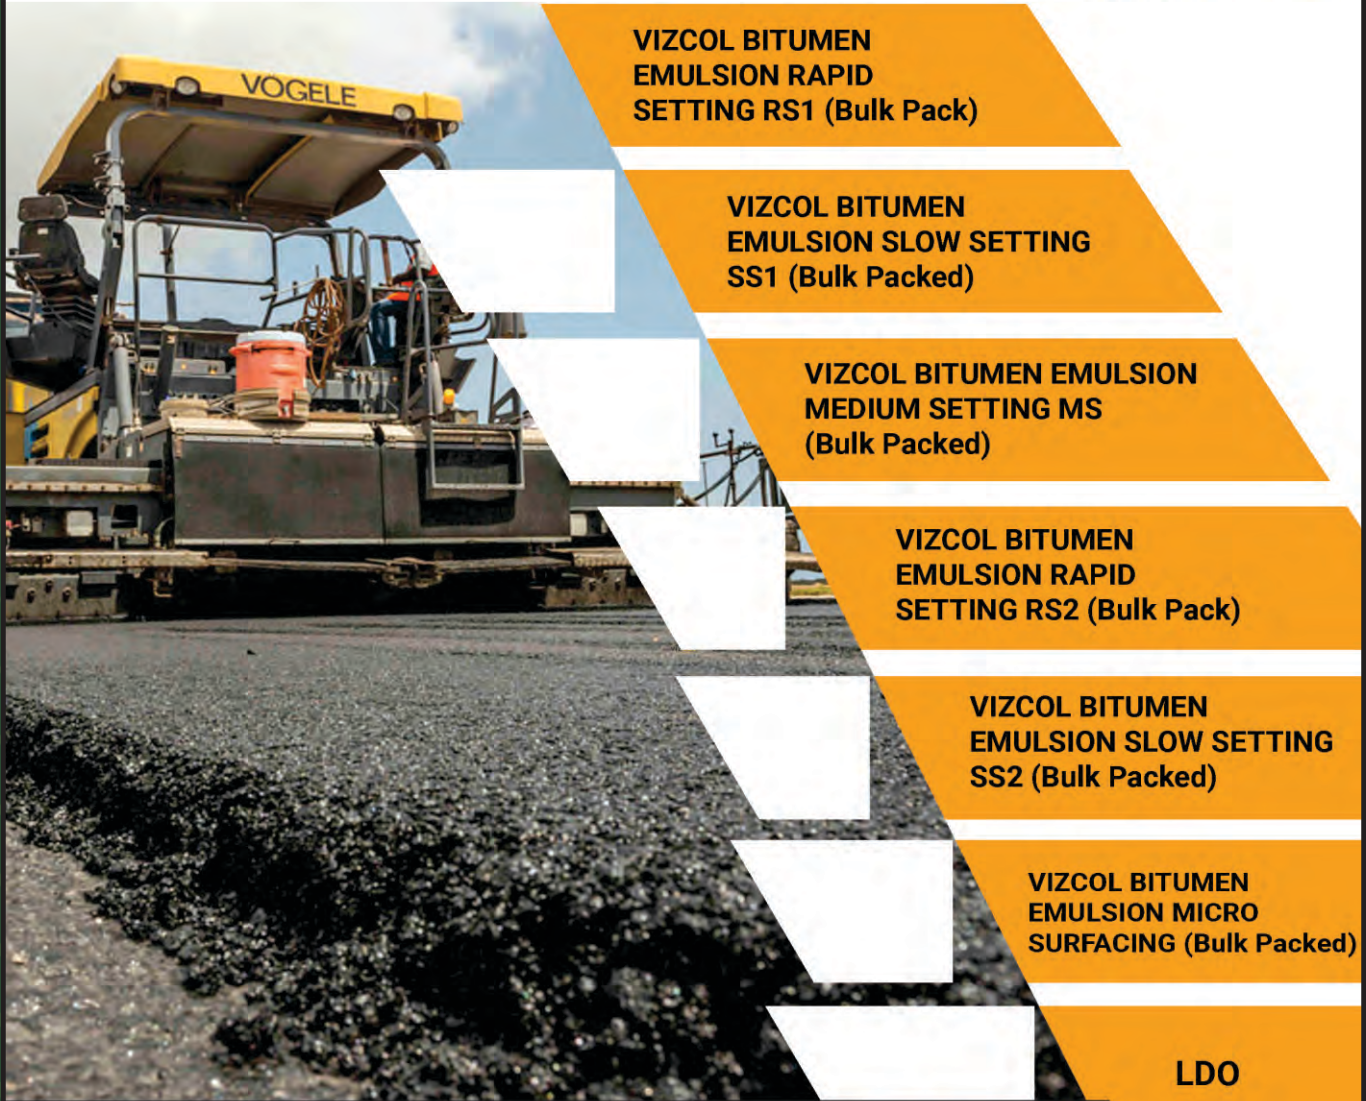 VOGELE
VIZCOL BITUMEN
EMULSION RAPID
SETTING RS1 (Bulk Pack)
VIZCOL BITUMEN
EMULSION SLOW SETTING
SS1 (Bulk Packed)
VIZCOL BITUMEN EMULSION
MEDIUM SETTING MS
(Bulk Packed)
VIZCOL BITUMEN
EMULSION RAPID
SETTING RS2 (Bulk Pack)
VIZCOL BITUMEN
EMULSION SLOW SETTING
SS2 (Bulk Packed)
VIZCOL BITUMEN
EMULSION MICRO
SURFACING (Bulk Packed)
LDO